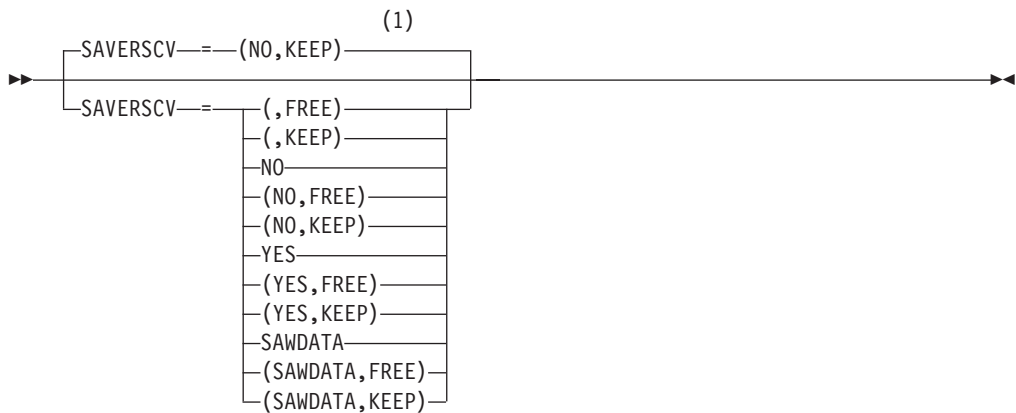 (1)
SAVERSCV = (NO,KEEP)
SAVERSCV = (,FREE)
(,KEEP)
NO
(NO,FREE)
(NO,KEEP)
YES
(YES,FREE)
(YES,KEEP)
SAWDATA
(SAWDATA,FREE)
(SAWDATA,KEEP)